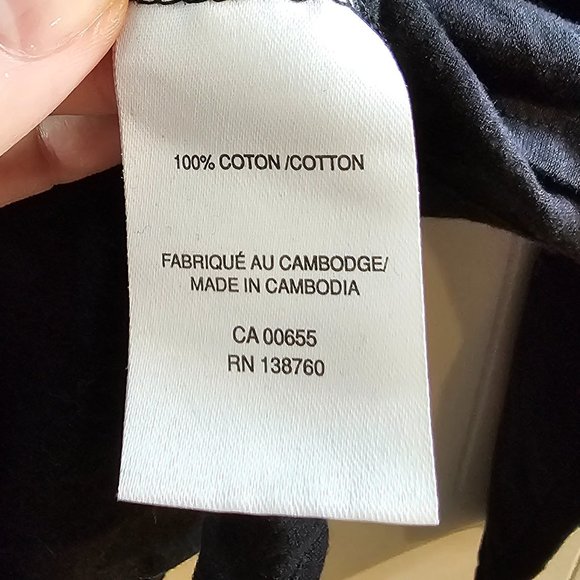 100% COTON /COTTON
FABRIQUÉ AU CAMBODGE/
MADE IN CAMBODIA
CA 00655
RN 138760